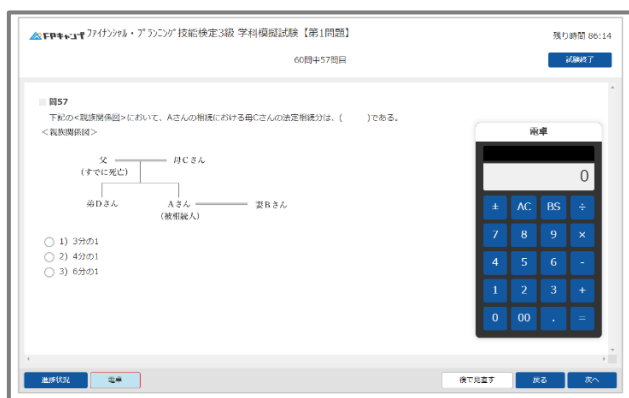 FPキャンプ ファイナンシャル・プランニング技能検定3級 学科模擬試験【第1問題】
残り時間 86:14
60問中57問目
試験終了
問57
下記の<親族関係図>において、Aさんの相続における母Cさんの法定相続分は、( )である。
<親族関係図>
父 母Cさん
(すでに死亡)
弟Dさん Aさん 妻Bさん
(被相続人)
1) 3分の1
2) 4分の1
3) 6分の1
電卓
0
± AC BS ÷
7 8 9 ×
4 5 6 -
1 2 3 +
0 00 . =
進捗状況 電卓 後で見直す 戻る 次へ